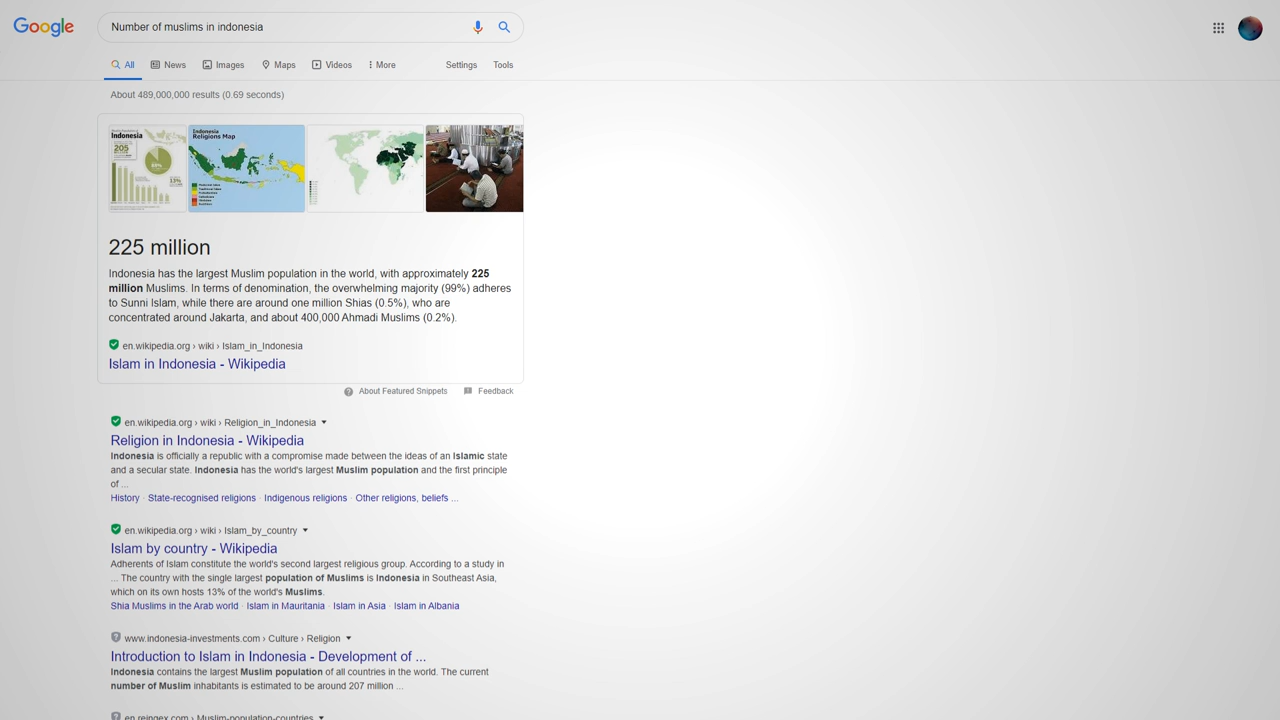 Google
Number of muslims in indonesia
All News Images Maps Videos More Settings Tools
About 489,000,000 results (0.69 seconds)
Indonesia
205
Indonesia
Religions Map
225 million
Indonesia has the largest Muslim population in the world, with approximately 225
million Muslims. In terms of denomination, the overwhelming majority (99%) adheres
to Sunni Islam, while there are around one million Shias (0.5%), who are
concentrated around Jakarta, and about 400,000 Ahmadi Muslims (0.2%).
en.wikipedia.org › wiki › Islam_in_Indonesia
Islam in Indonesia - Wikipedia
About Featured Snippets Feedback
en.wikipedia.org › wiki › Religion_in_Indonesia
Religion in Indonesia - Wikipedia
Indonesia is officially a republic with a compromise made between the ideas of an Islamic state
and a secular state. Indonesia has the world's largest Muslim population and the first principle
of ...
History · State-recognised religions · Indigenous religions · Other religions, beliefs ...
en.wikipedia.org › wiki › Islam_by_country
Islam by country - Wikipedia
Adherents of Islam constitute the world's second largest religious group. According to a study in
... The country with the single largest population of Muslims is Indonesia in Southeast Asia,
which on its own hosts 13% of the world's Muslims.
Shia Muslims in the Arab world · Islam in Mauritania · Islam in Asia · Islam in Albania
www.indonesia-investments.com › Culture › Religion
Introduction to Islam in Indonesia - Development of ...
Indonesia contains the largest Muslim population of all countries in the world. The current
number of Muslim inhabitants is estimated to be around 207 million ...
en.reingex.com › Muslim-population-countries